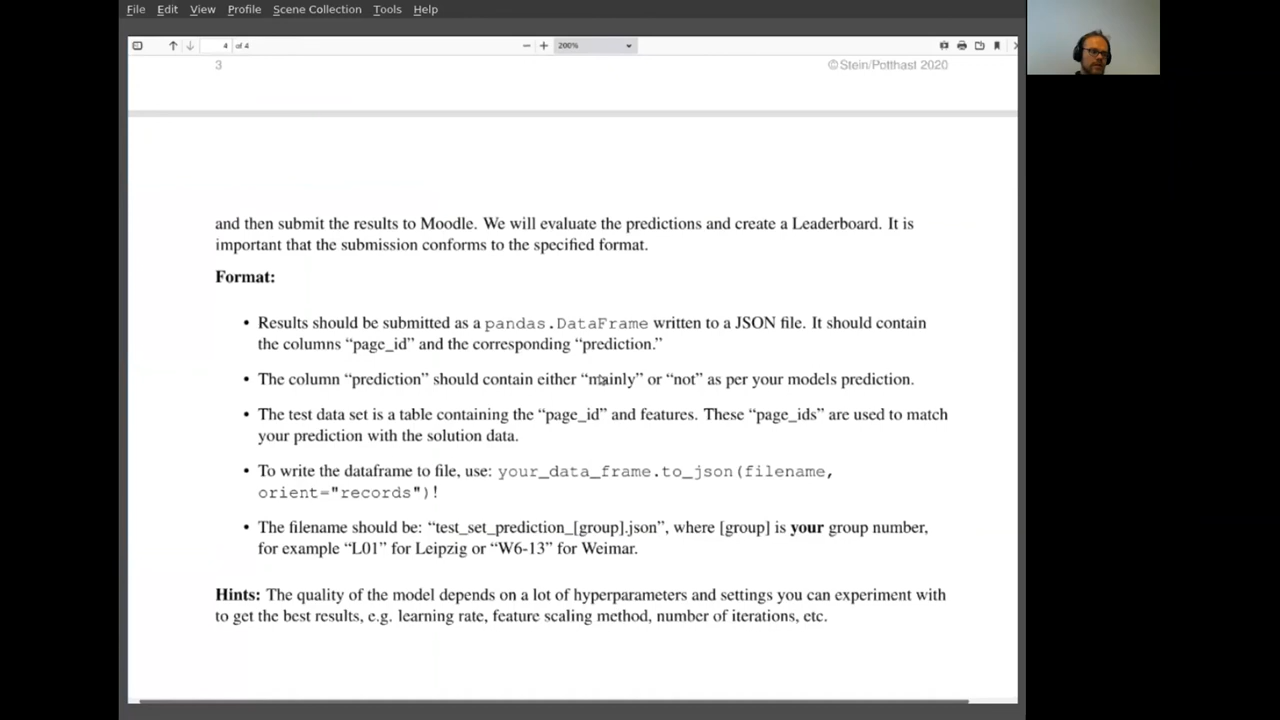 File Edit View Profile Scene Collection Tools Help
4 of 4
200%
3
© Stein/Potthast 2020
and then submit the results to Moodle. We will evaluate the predictions and create a Leaderboard. It is
important that the submission conforms to the specified format.
Format:
• Results should be submitted as a pandas.DataFrame written to a JSON file. It should contain
the columns “page_id” and the corresponding “prediction.”
• The column “prediction” should contain either “mainly” or “not” as per your models prediction.
• The test data set is a table containing the “page_id” and features. These “page_ids” are used to match
your prediction with the solution data.
• To write the dataframe to file, use: your_data_frame.to_json(filename,
orient="records")!
• The filename should be: “test_set_prediction_[group].json”, where [group] is your group number,
for example “L01” for Leipzig or “W6-13” for Weimar.
Hints: The quality of the model depends on a lot of hyperparameters and settings you can experiment with
to get the best results, e.g. learning rate, feature scaling method, number of iterations, etc.